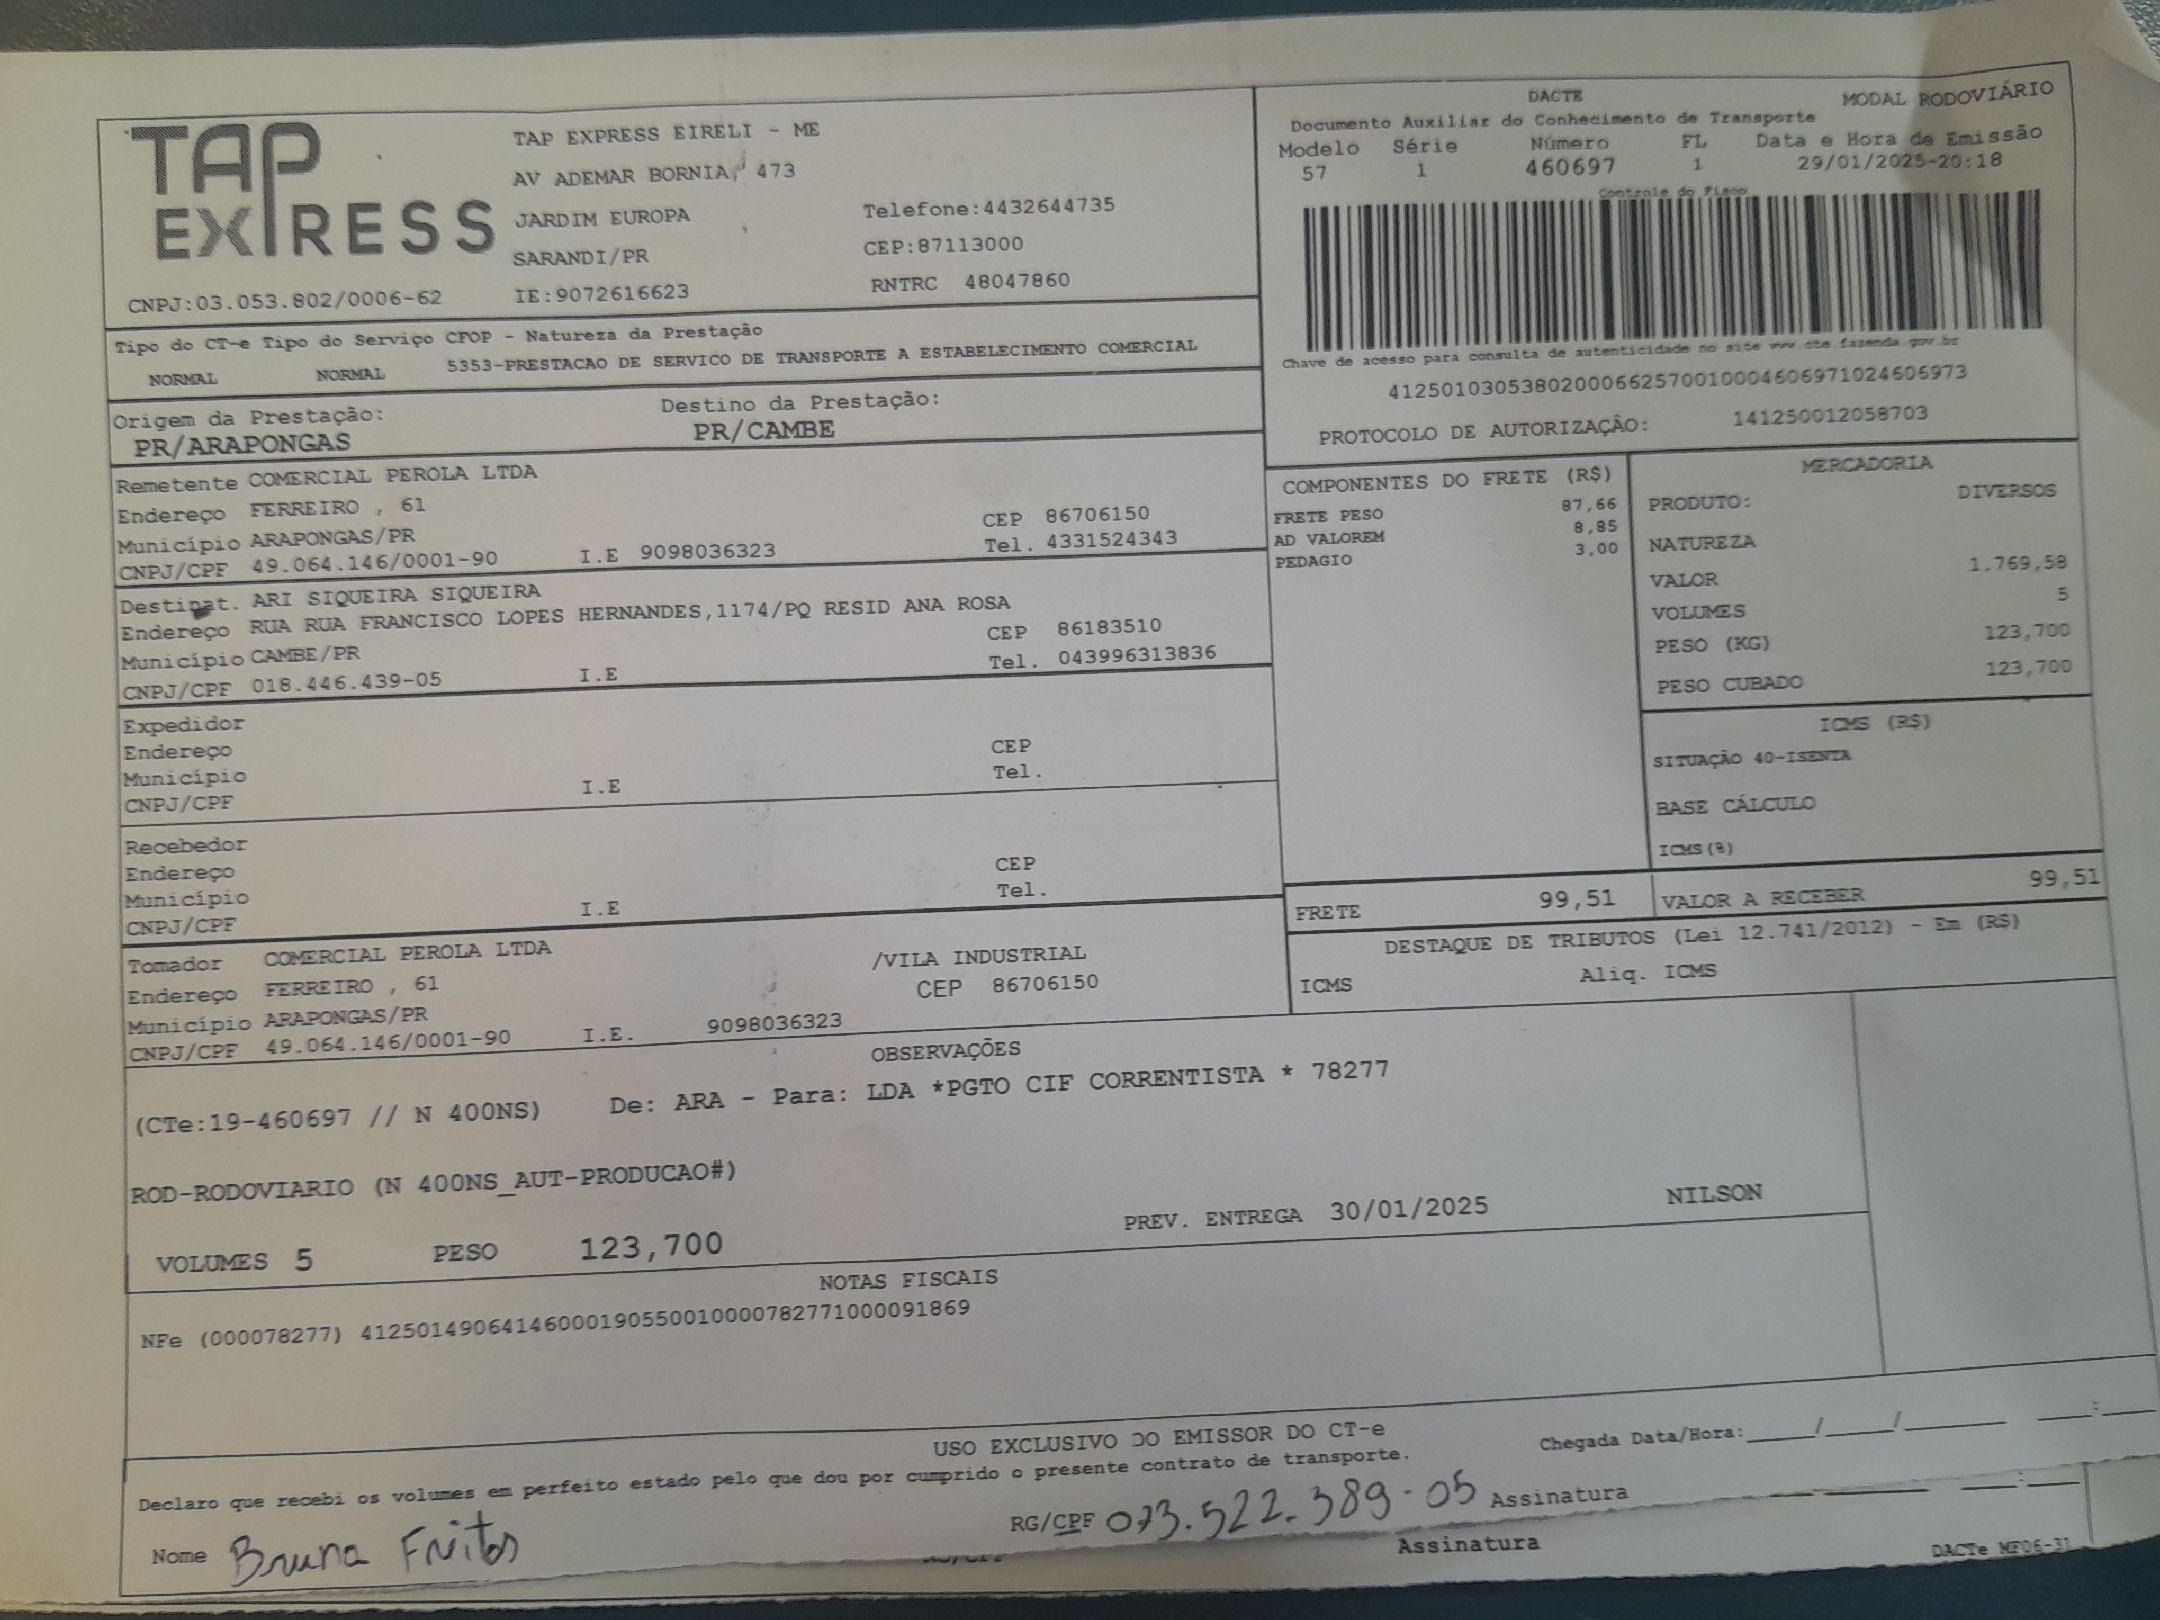 TAP EXPRESS
TAP EXPRESS EIRELI - ME
AV ADEMAR BORNIA, 473
JARDIM EUROPA
Telefone:4432644735
SARANDI/PR
CEP:87113000
CNPJ:03.053.802/0006-62
IE:9072616623
RNTRC 48047860
DACTE
MODAL RODOVIÁRIO
Documento Auxiliar do Conhecimento de Transporte
Modelo Série Número FL Data e Hora de Emissão
57 1 460697 1 29/01/2025-20:18
Controle do Fisco
Chave de acesso para consulta de autenticidade no site www.cte.fazenda.gov.br
41250103053802000662570010004606971024606973
PROTOCOLO DE AUTORIZAÇÃO: 141250012058703
Tipo do CT-e Tipo do Serviço CFOP - Natureza da Prestação
NORMAL NORMAL 5353-PRESTACAO DE SERVICO DE TRANSPORTE A ESTABELECIMENTO COMERCIAL
Origem da Prestação: Destino da Prestação:
PR/ARAPONGAS PR/CAMBE
Remetente COMERCIAL PEROLA LTDA
Endereço FERREIRO , 61
CEP 86706150
Município ARAPONGAS/PR
Tel. 4331524343
CNPJ/CPF 49.064.146/0001-90 I.E 9098036323
Destinat. ARI SIQUEIRA SIQUEIRA
Endereço RUA RUA FRANCISCO LOPES HERNANDES,1174/PQ RESID ANA ROSA
CEP 86183510
Município CAMBE/PR
Tel. 043996313836
CNPJ/CPF 018.446.439-05 I.E
Expedidor
Endereço CEP
Município Tel.
CNPJ/CPF I.E
Recebedor
Endereço CEP
Município Tel.
CNPJ/CPF I.E
Tomador COMERCIAL PEROLA LTDA /VILA INDUSTRIAL
Endereço FERREIRO , 61 CEP 86706150
Município ARAPONGAS/PR
CNPJ/CPF 49.064.146/0001-90 I.E. 9098036323
COMPONENTES DO FRETE (R$)
FRETE PESO 87,66
AD VALOREM 8,85
PEDAGIO 3,00
MERCADORIA
PRODUTO: DIVERSOS
NATUREZA
VALOR 1.769,58
VOLUMES 5
PESO (KG) 123,700
PESO CUBADO 123,700
ICMS (R$)
SITUAÇÃO 40-ISENTA
BASE CÁLCULO
ICMS(%)
FRETE 99,51 VALOR A RECEBER 99,51
DESTAQUE DE TRIBUTOS (Lei 12.741/2012) - Em (R$)
ICMS Aliq. ICMS
OBSERVAÇÕES
(CTe:19-460697 // N 400NS) De: ARA - Para: LDA *PGTO CIF CORRENTISTA * 78277
ROD-RODOVIARIO (N 400NS_AUT-PRODUCAO#)
VOLUMES 5 PESO 123,700 PREV. ENTREGA 30/01/2025 NILSON
NOTAS FISCAIS
NFe (000078277) 41250149064146000190550010000782771000091869
USO EXCLUSIVO DO EMISSOR DO CT-e
Declaro que recebi os volumes em perfeito estado pelo que dou por cumprido o presente contrato de transporte.
Chegada Data/Hora:____/____/______ ___:___
Nome Bruna Freitas RG/CPF 073.522.389-05 Assinatura
Assinatura
DACTe MF06-31